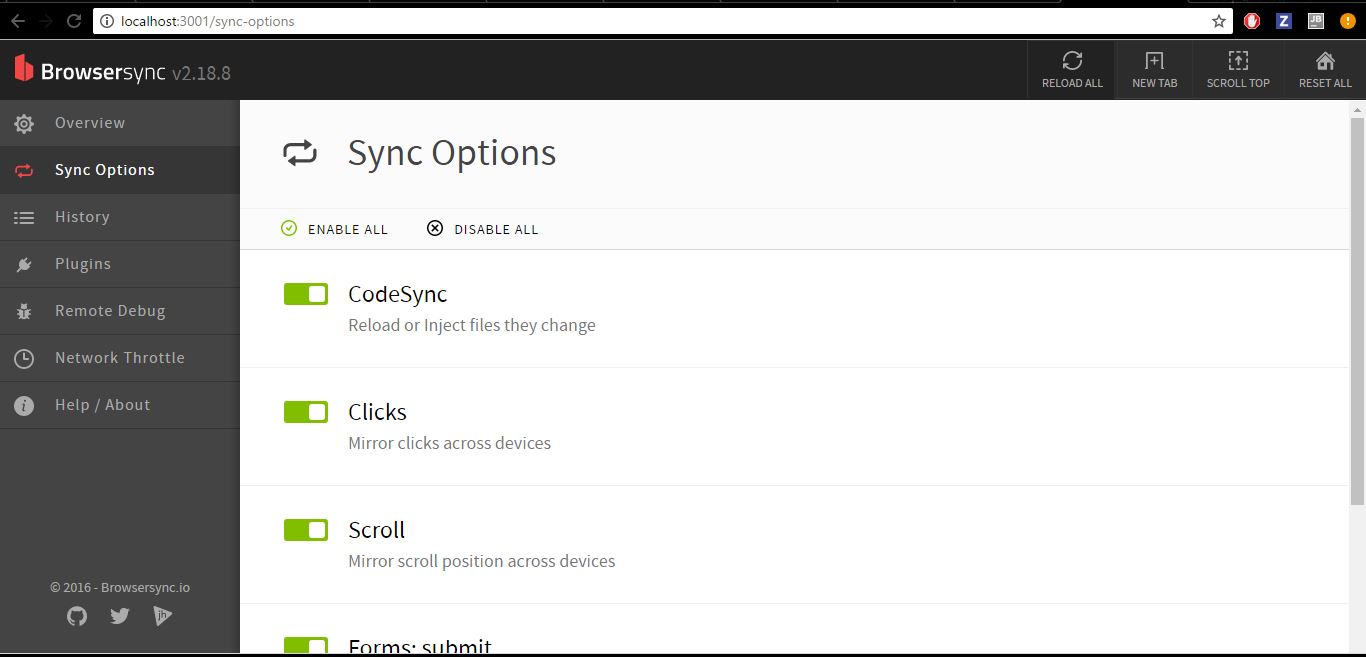 localhost:3001/sync-options
Z
JB
Browsersync v2.18.8
RELOAD ALL
NEW TAB
SCROLL TOP
RESET ALL
Overview
Sync Options
History
Plugins
Remote Debug
Network Throttle
Help / About
© 2016 - Browsersync.io
jh
Sync Options
ENABLE ALL
DISABLE ALL
CodeSync
Reload or Inject files they change
Clicks
Mirror clicks across devices
Scroll
Mirror scroll position across devices
Forms: submit